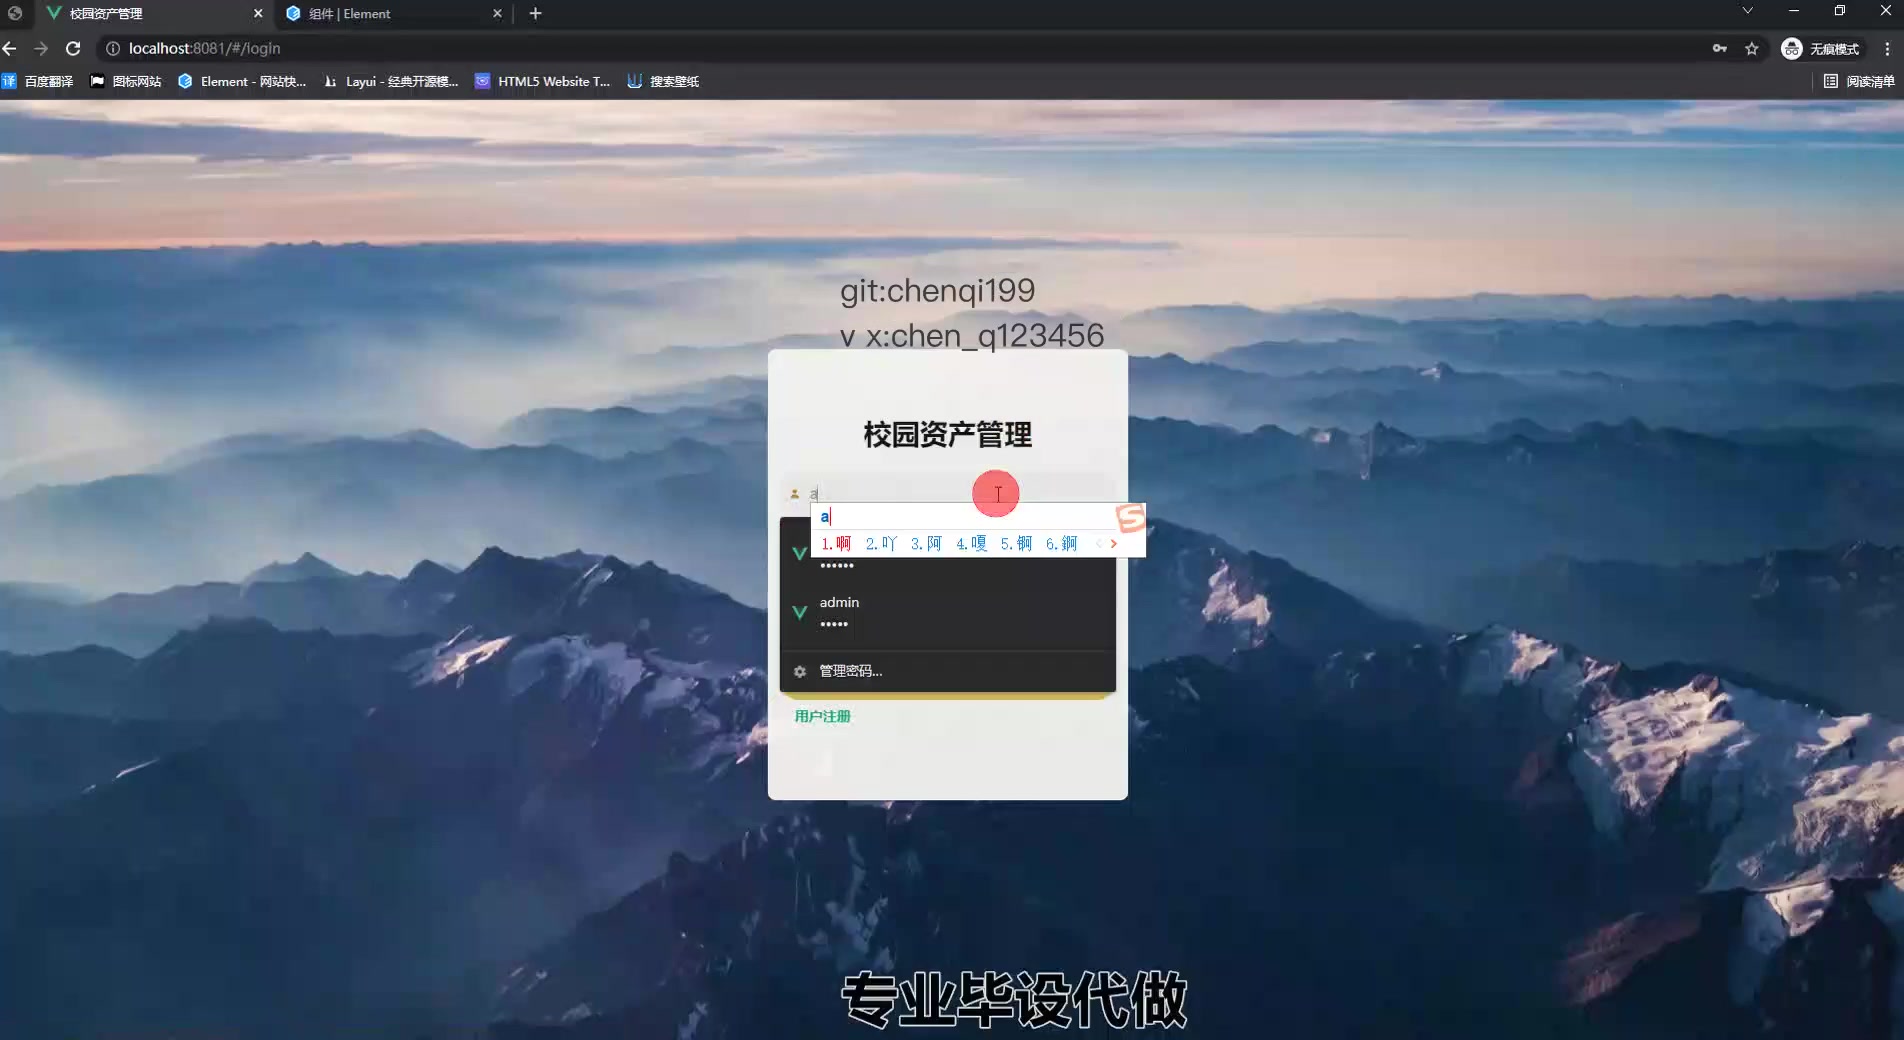 校园资产管理
组件 | Element
localhost:8081/#/login
无痕模式
百度翻译
图标网站
Element - 网站快...
Layui - 经典开源模...
HTML5 Website T...
搜索壁纸
阅读清单
git:chenqi199
v x:chen_q123456
校园资产管理
a
a
1.啊 2.吖 3.阿 4.嘎 5.锕 6.錒
••••••
admin
•••••
管理密码...
用户注册
专业毕设代做